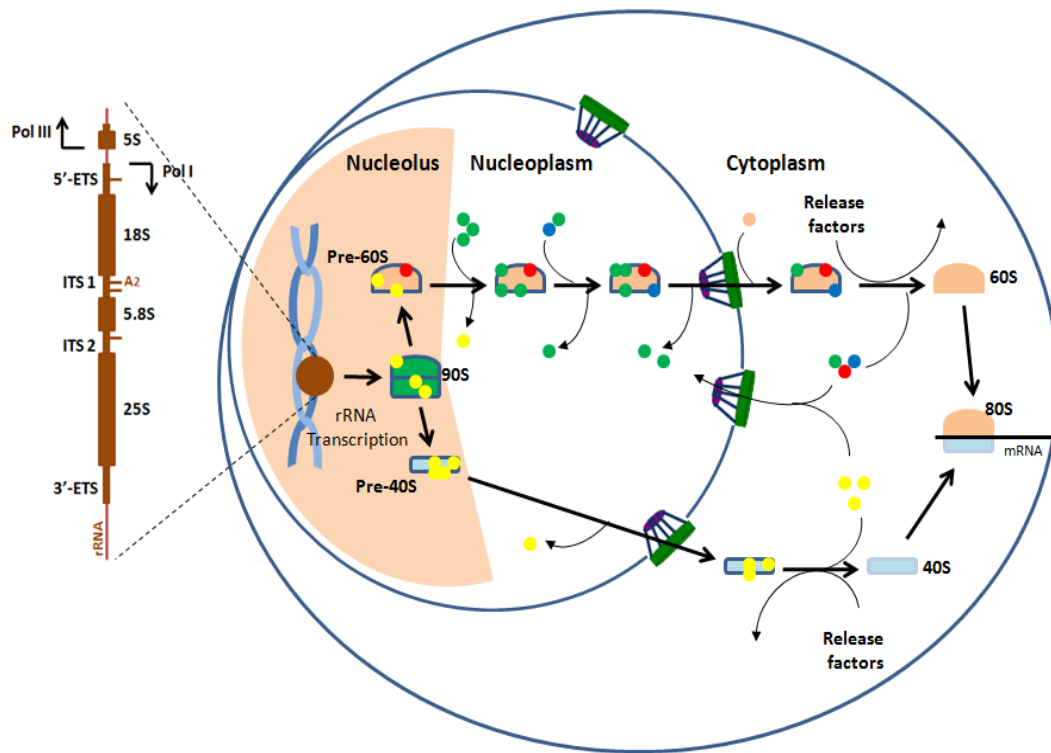 Pol III
5S
Pol I
5'-ETS
18S
ITS 1
A2
5.8S
ITS 2
25S
3'-ETS
rRNA
Nucleolus
Nucleoplasm
Cytoplasm
Pre-60S
90S
rRNA
Transcription
Pre-40S
Release
factors
60S
80S
mRNA
40S
Release
factors